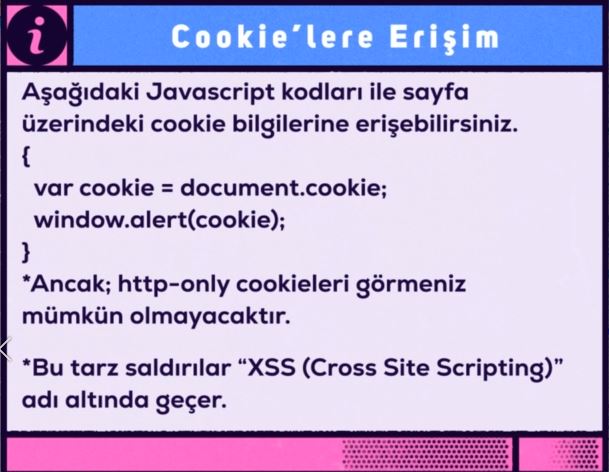 i
Cookie'lere Erişim
Aşağıdaki Javascript kodları ile sayfa
üzerindeki cookie bilgilerine erişebilirsiniz.
{
var cookie = document.cookie;
window.alert(cookie);
}
*Ancak; http-only cookieleri görmeniz
mümkün olmayacaktır.
*Bu tarz saldırılar “XSS (Cross Site Scripting)”
adı altında geçer.